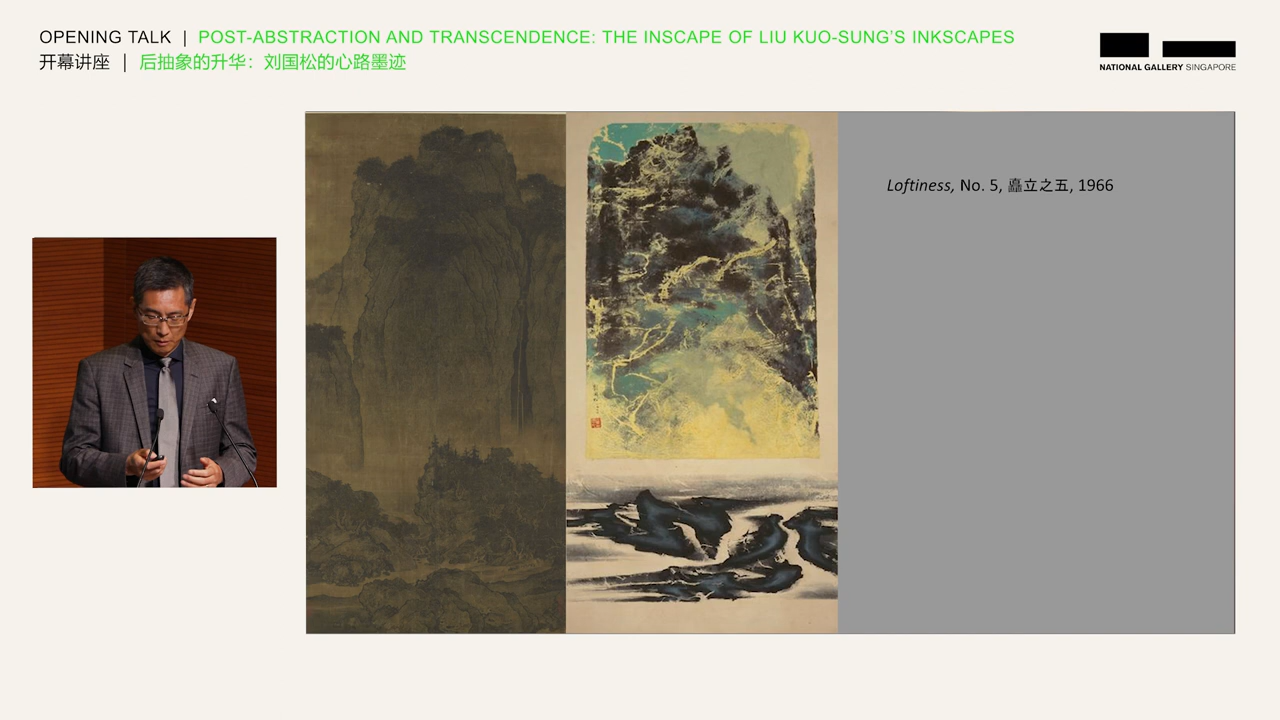 OPENING TALK | POST-ABSTRACTION AND TRANSCENDENCE: THE INSCAPE OF LIU KUO-SUNG'S INKSCAPES
开幕讲座 | 后抽象的升华：刘国松的心路墨迹
NATIONAL GALLERY SINGAPORE
Loftiness, No. 5, 矗立之五, 1966